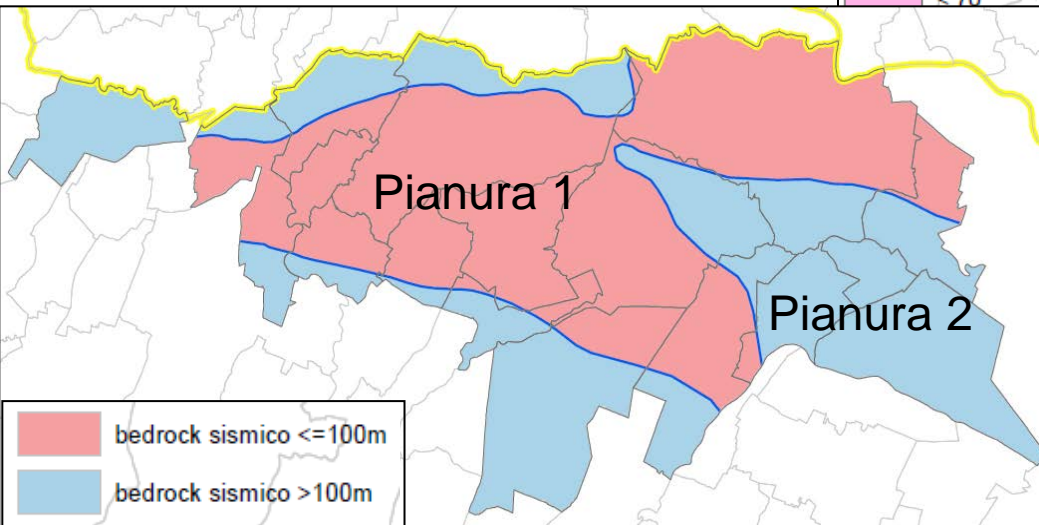 Pianura 1
Pianura 2
bedrock sismico <=100m
bedrock sismico >100m